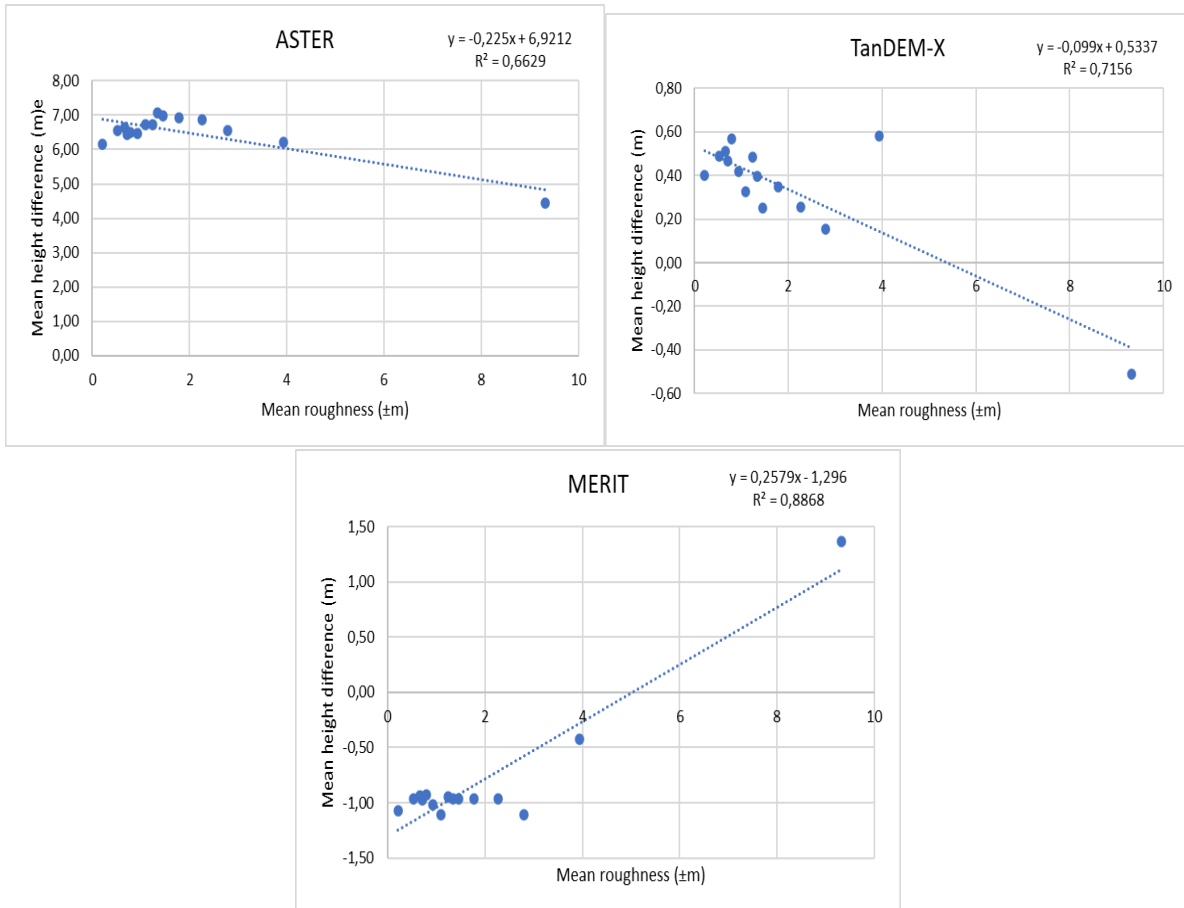 ASTER
y = -0,225x + 6,9212
R² = 0,6629
8,00
7,00
6,00
5,00
4,00
3,00
2,00
1,00
0,00
0 2 4 6 8 10
Mean height difference (m)e
Mean roughness (±m)
TanDEM-X
y = -0,099x + 0,5337
R² = 0,7156
0,80
0,60
0,40
0,20
0,00
-0,20
-0,40
-0,60
0 2 4 6 8 10
Mean height difference (m)
Mean roughness (±m)
MERIT
y = 0,2579x - 1,296
R² = 0,8868
1,50
1,00
0,50
0,00
-0,50
-1,00
-1,50
0 2 4 6 8 10
Mean height difference (m)
Mean roughness (±m)